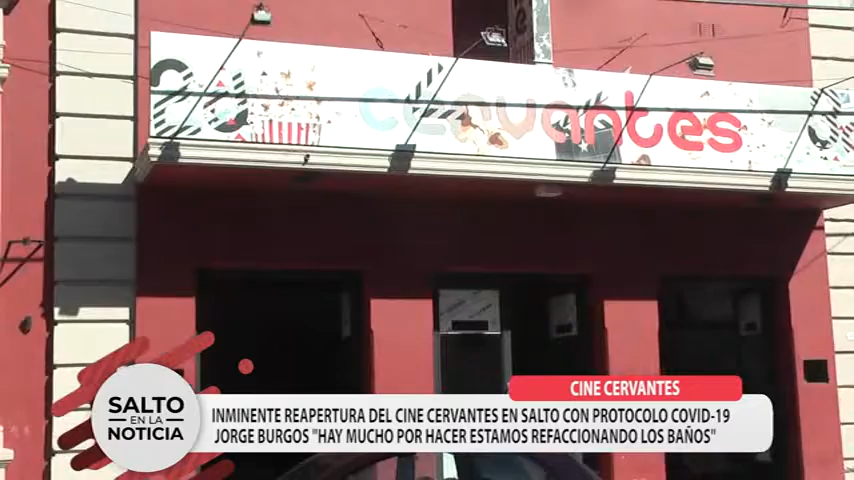 cervantes
CINE CERVANTES
INMINENTE REAPERTURA DEL CINE CERVANTES EN SALTO CON PROTOCOLO COVID-19
JORGE BURGOS "HAY MUCHO POR HACER ESTAMOS REFACCIONANDO LOS BAÑOS"
SALTO
EN LA
NOTICIA